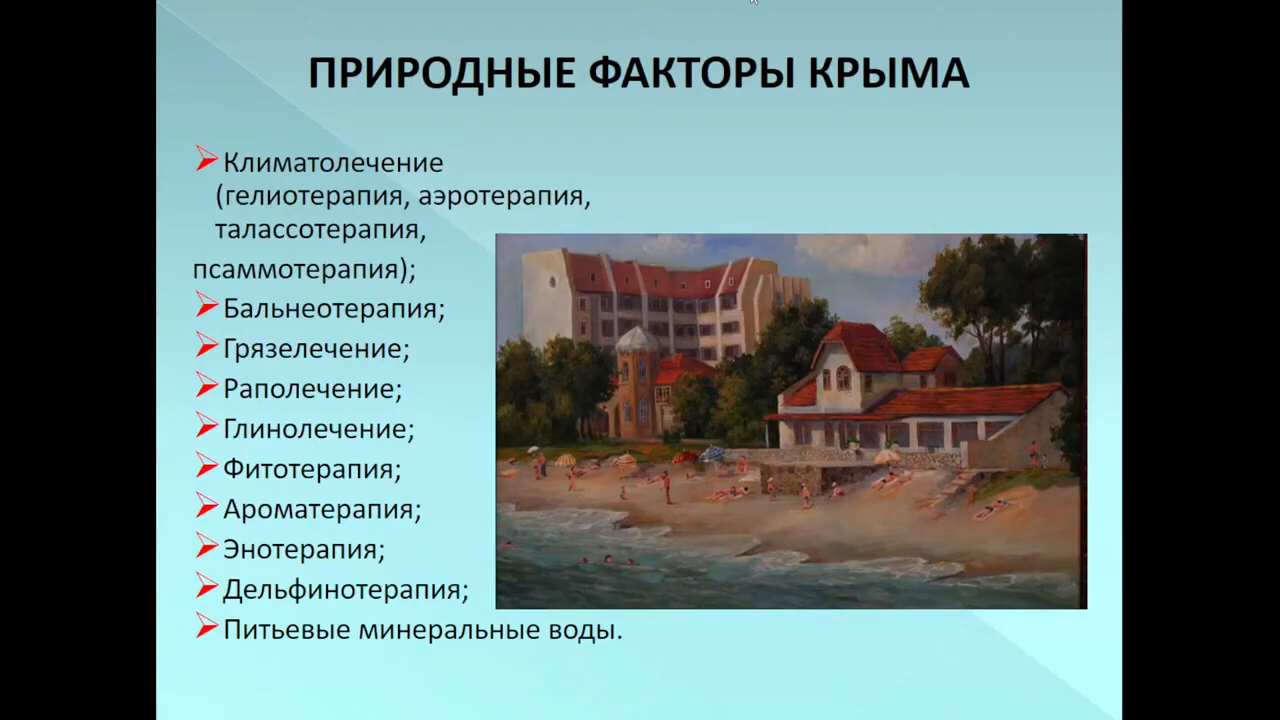 ПРИРОДНЫЕ ФАКТОРЫ КРЫМА
Климатолечение
(гелиотерапия, аэротерапия,
талассотерапия,
псаммотерапия);
Бальнеотерапия;
Грязелечение;
Раполечение;
Глинолечение;
Фитотерапия;
Ароматерапия;
Энотерапия;
Дельфинотерапия;
Питьевые минеральные воды.